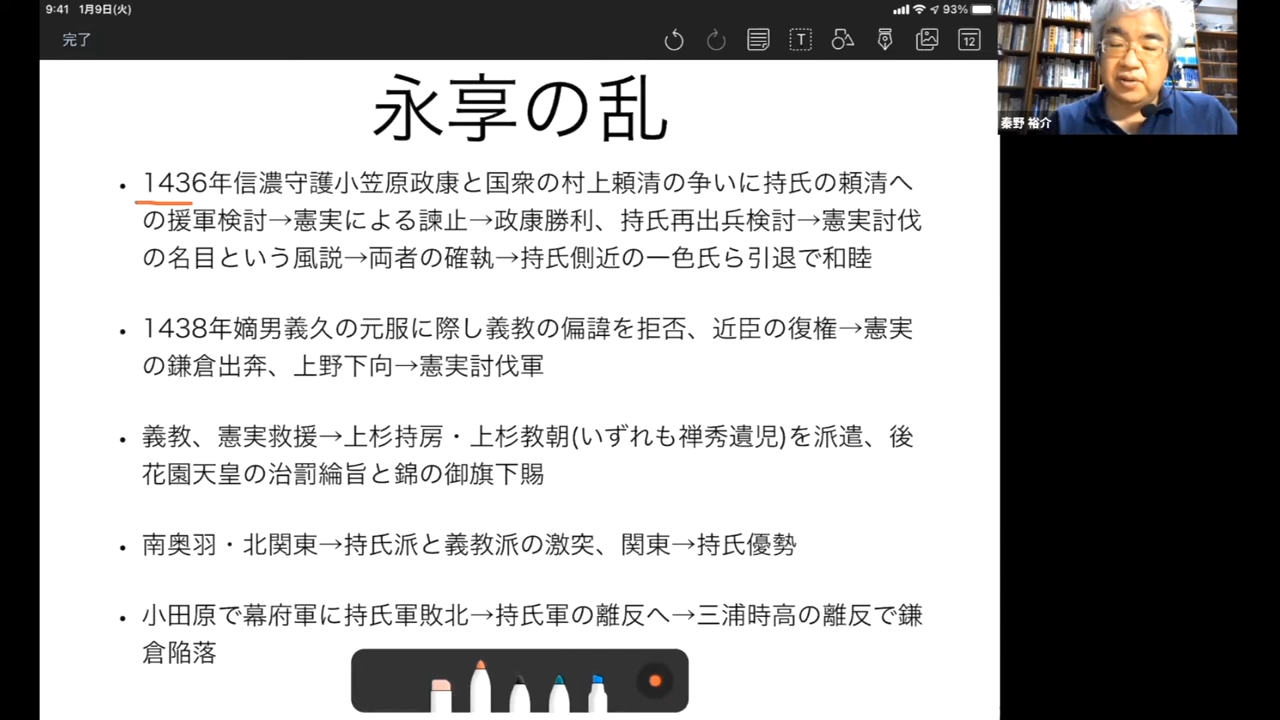 9:41 1月9日(火)
93%
完了
T
12
秦野 裕介
永享の乱
• 1436年信濃守護小笠原政康と国衆の村上頼清の争いに持氏の頼清へ
の援軍検討→憲実による諫止→政康勝利、持氏再出兵検討→憲実討伐
の名目という風説→両者の確執→持氏側近の一色氏ら引退で和睦
• 1438年嫡男義久の元服に際し義教の偏諱を拒否、近臣の復権→憲実
の鎌倉出奔、上野下向→憲実討伐軍
• 義教、憲実救援→上杉持房・上杉教朝(いずれも禅秀遺児)を派遣、後
花園天皇の治罰綸旨と錦の御旗下賜
• 南奥羽・北関東→持氏派と義教派の激突、関東→持氏優勢
• 小田原で幕府軍に持氏軍敗北→持氏軍の離反へ→三浦時高の離反で鎌
倉陥落